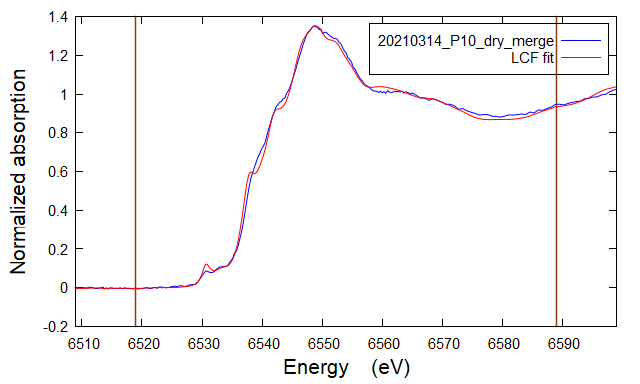 1.4
20210314_P10_dry_merge
LCF fit
1.2
1
0.8
0.6
0.4
0.2
0
-0.2
Normalized absorption
6510 6520 6530 6540 6550 6560 6570 6580 6590
Energy (eV)